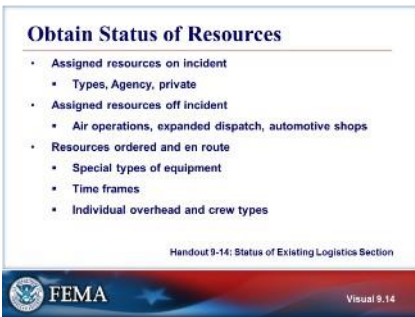 Obtain Status of Resources
• Assigned resources on incident
▪ Types, Agency, private
• Assigned resources off incident
▪ Air operations, expanded dispatch, automotive shops
• Resources ordered and en route
▪ Special types of equipment
▪ Time frames
▪ Individual overhead and crew types
Handout 9-14: Status of Existing Logistics Section
FEMA
Visual 9.14